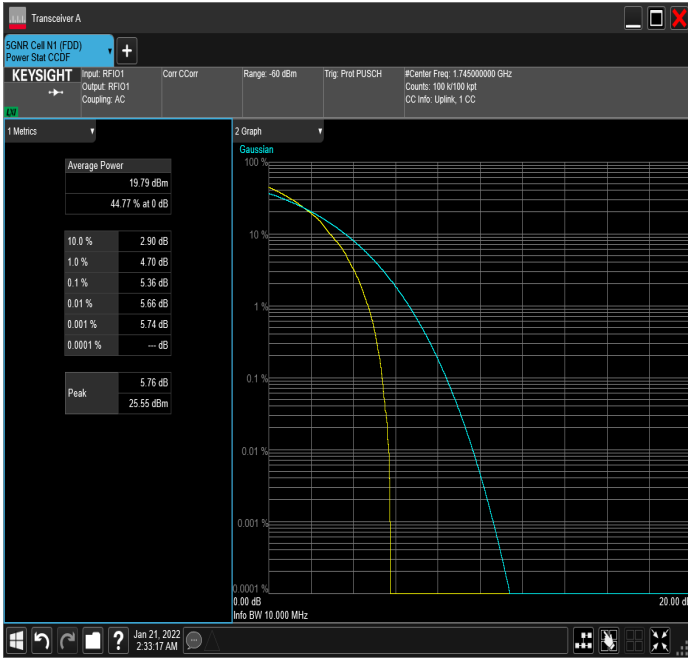 Transceiver A
5GNR Cell N1 (FDD)
Power Stat CCDF
KEYSIGHT
Input: RFIO1
Output: RFIO1
Coupling: AC
Corr CCorr
Range: -60 dBm
Trig: Prot PUSCH
#Center Freq: 1.745000000 GHz
Counts: 100 k/100 kpt
CC Info: Uplink, 1 CC
1 Metrics
Average Power
19.79 dBm
44.77 % at 0 dB
10.0 % 2.90 dB
1.0 % 4.70 dB
0.1 % 5.36 dB
0.01 % 5.66 dB
0.001 % 5.74 dB
0.0001 % --- dB
Peak
5.76 dB
25.55 dBm
2 Graph
Gaussian
100 %
10 %
1 %
0.1 %
0.01 %
0.001 %
0.0001 %
0.00 dB
20.00 dB
Info BW 10.000 MHz
Jan 21, 2022
2:33:17 AM